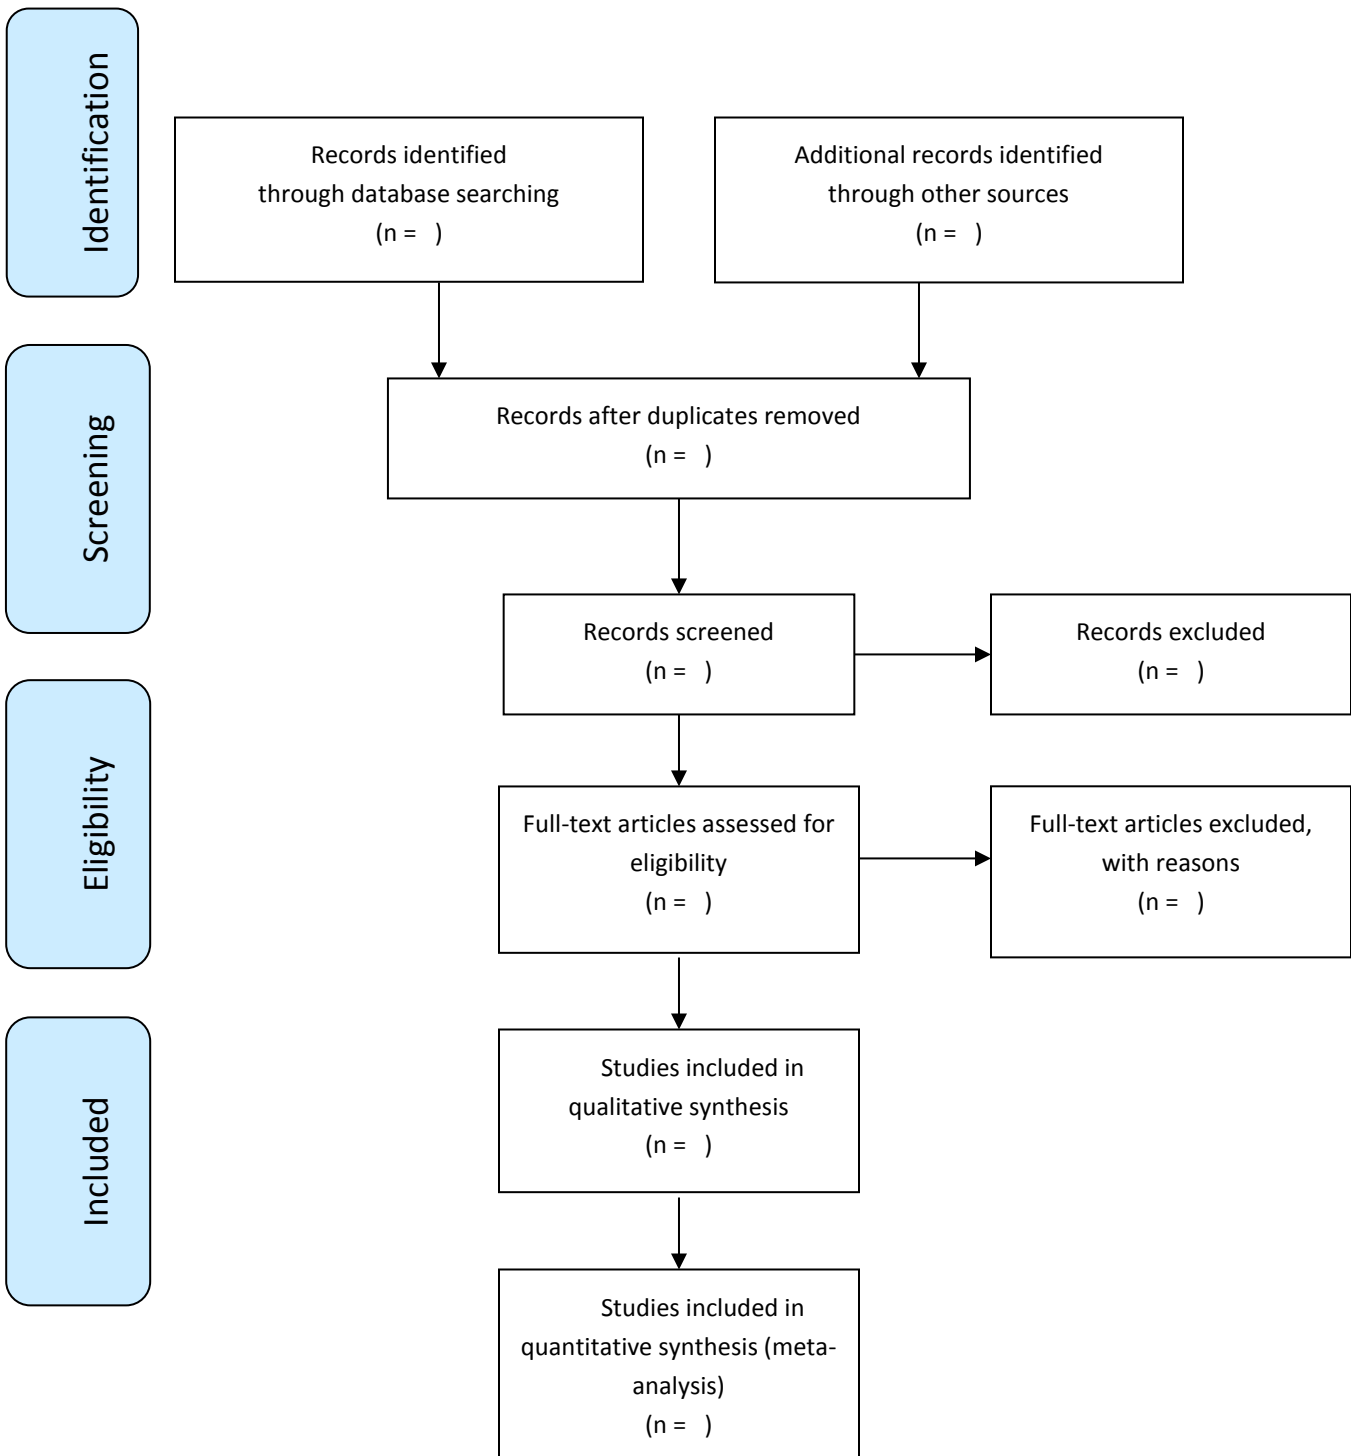 Identification
Records identified
through database searching
(n =   )
Additional records identified
through other sources
(n =   )
Screening
Records after duplicates removed
(n =   )
Records screened
(n =   )
Records excluded
(n =   )
Eligibility
Full-text articles assessed for
eligibility
(n =   )
Full-text articles excluded,
with reasons
(n =   )
Included
Studies included in
qualitative synthesis
(n =   )
Studies included in
quantitative synthesis (meta-
analysis)
(n =   )